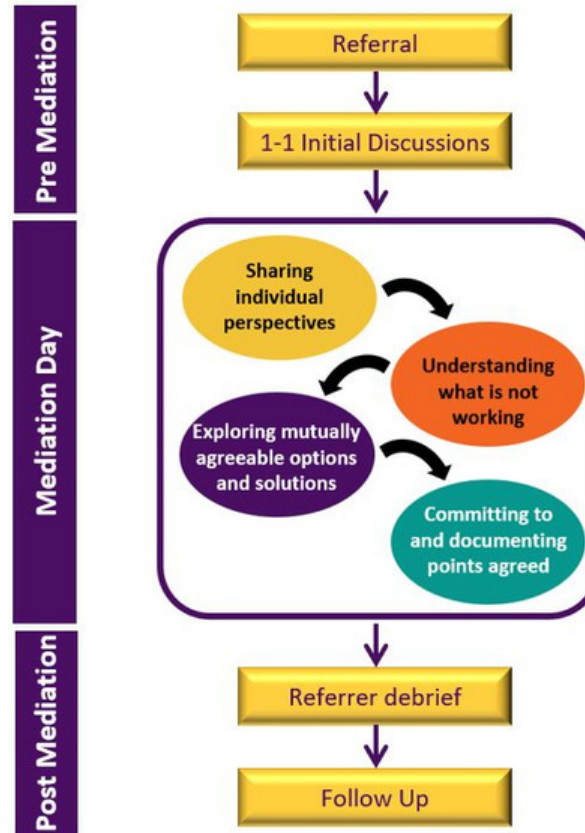 Pre Mediation
Referral
1-1 Initial Discussions
Mediation Day
Sharing
individual
perspectives
Understanding
what is not
working
Exploring mutually
agreeable options
and solutions
Committing to
and documenting
points agreed
Post Mediation
Referrer debrief
Follow Up